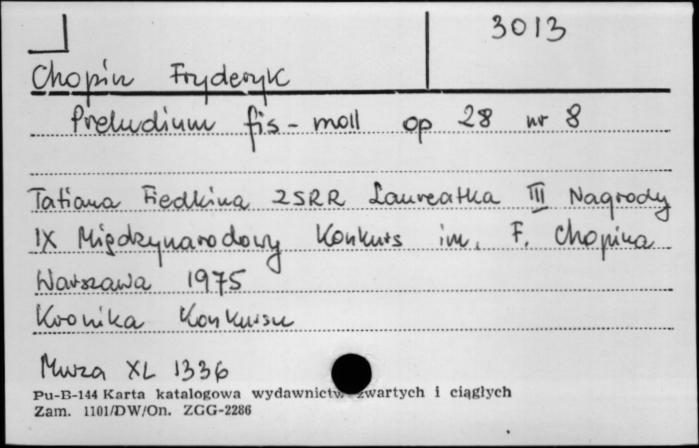 3013
Chopin Fryderyk
Preludium fis-moll op 28 nr 8
Tatiana Fiedkina ZSRR Laureatka III Nagrody
IX Międzynarodowy Konkurs im. F. Chopina
Warszawa 1975
Kronika Konkursu
Muza XL 1336
Pu-B-144 Karta katalogowa wydawnictw zwartych i ciągłych
Zam. 1101/DW/On. ZGG-2286